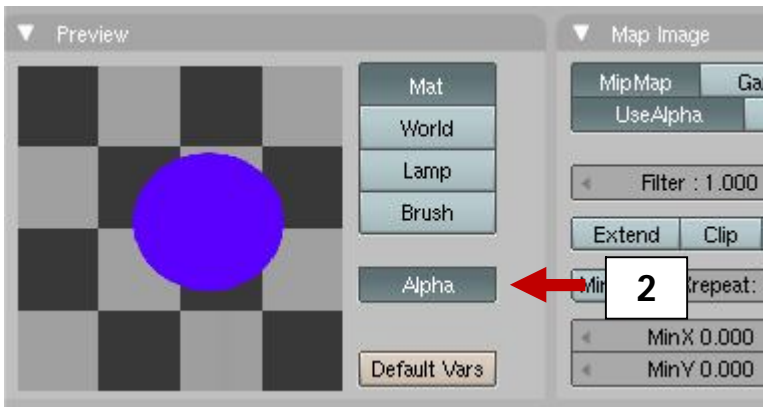 Preview
Mat
World
Lamp
Brush
Alpha
Default Vars
Map Image
MipMap
UseAlpha
Filter : 1.000
Extend Clip
2
MinX 0.000
MinY 0.000